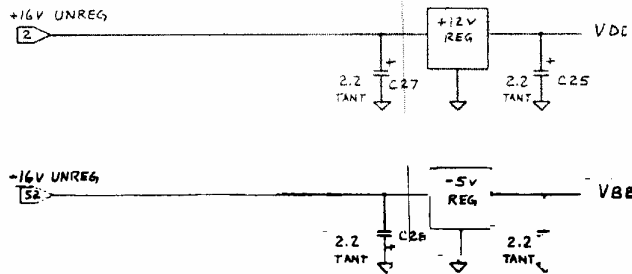 +16V UNREG
2
+12V
REG
VDD
+
C27
2.2
TANT
+
C25
2.2
TANT
-16V UNREG
52
-5V
REG
VBB
2.2
TANT
+
2.2
TANT